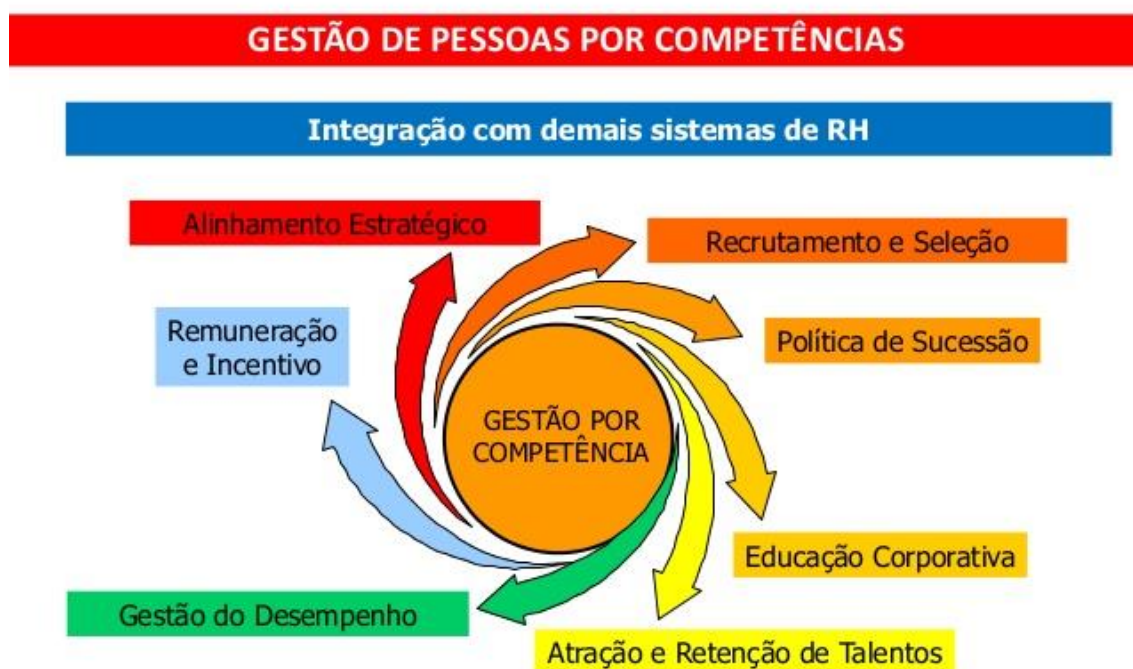 GESTÃO DE PESSOAS POR COMPETÊNCIAS
Integração com demais sistemas de RH
Alinhamento Estratégico
Recrutamento e Seleção
Remuneração
e Incentivo
Política de Sucessão
GESTÃO POR
COMPETÊNCIA
Educação Corporativa
Gestão do Desempenho
Atração e Retenção de Talentos